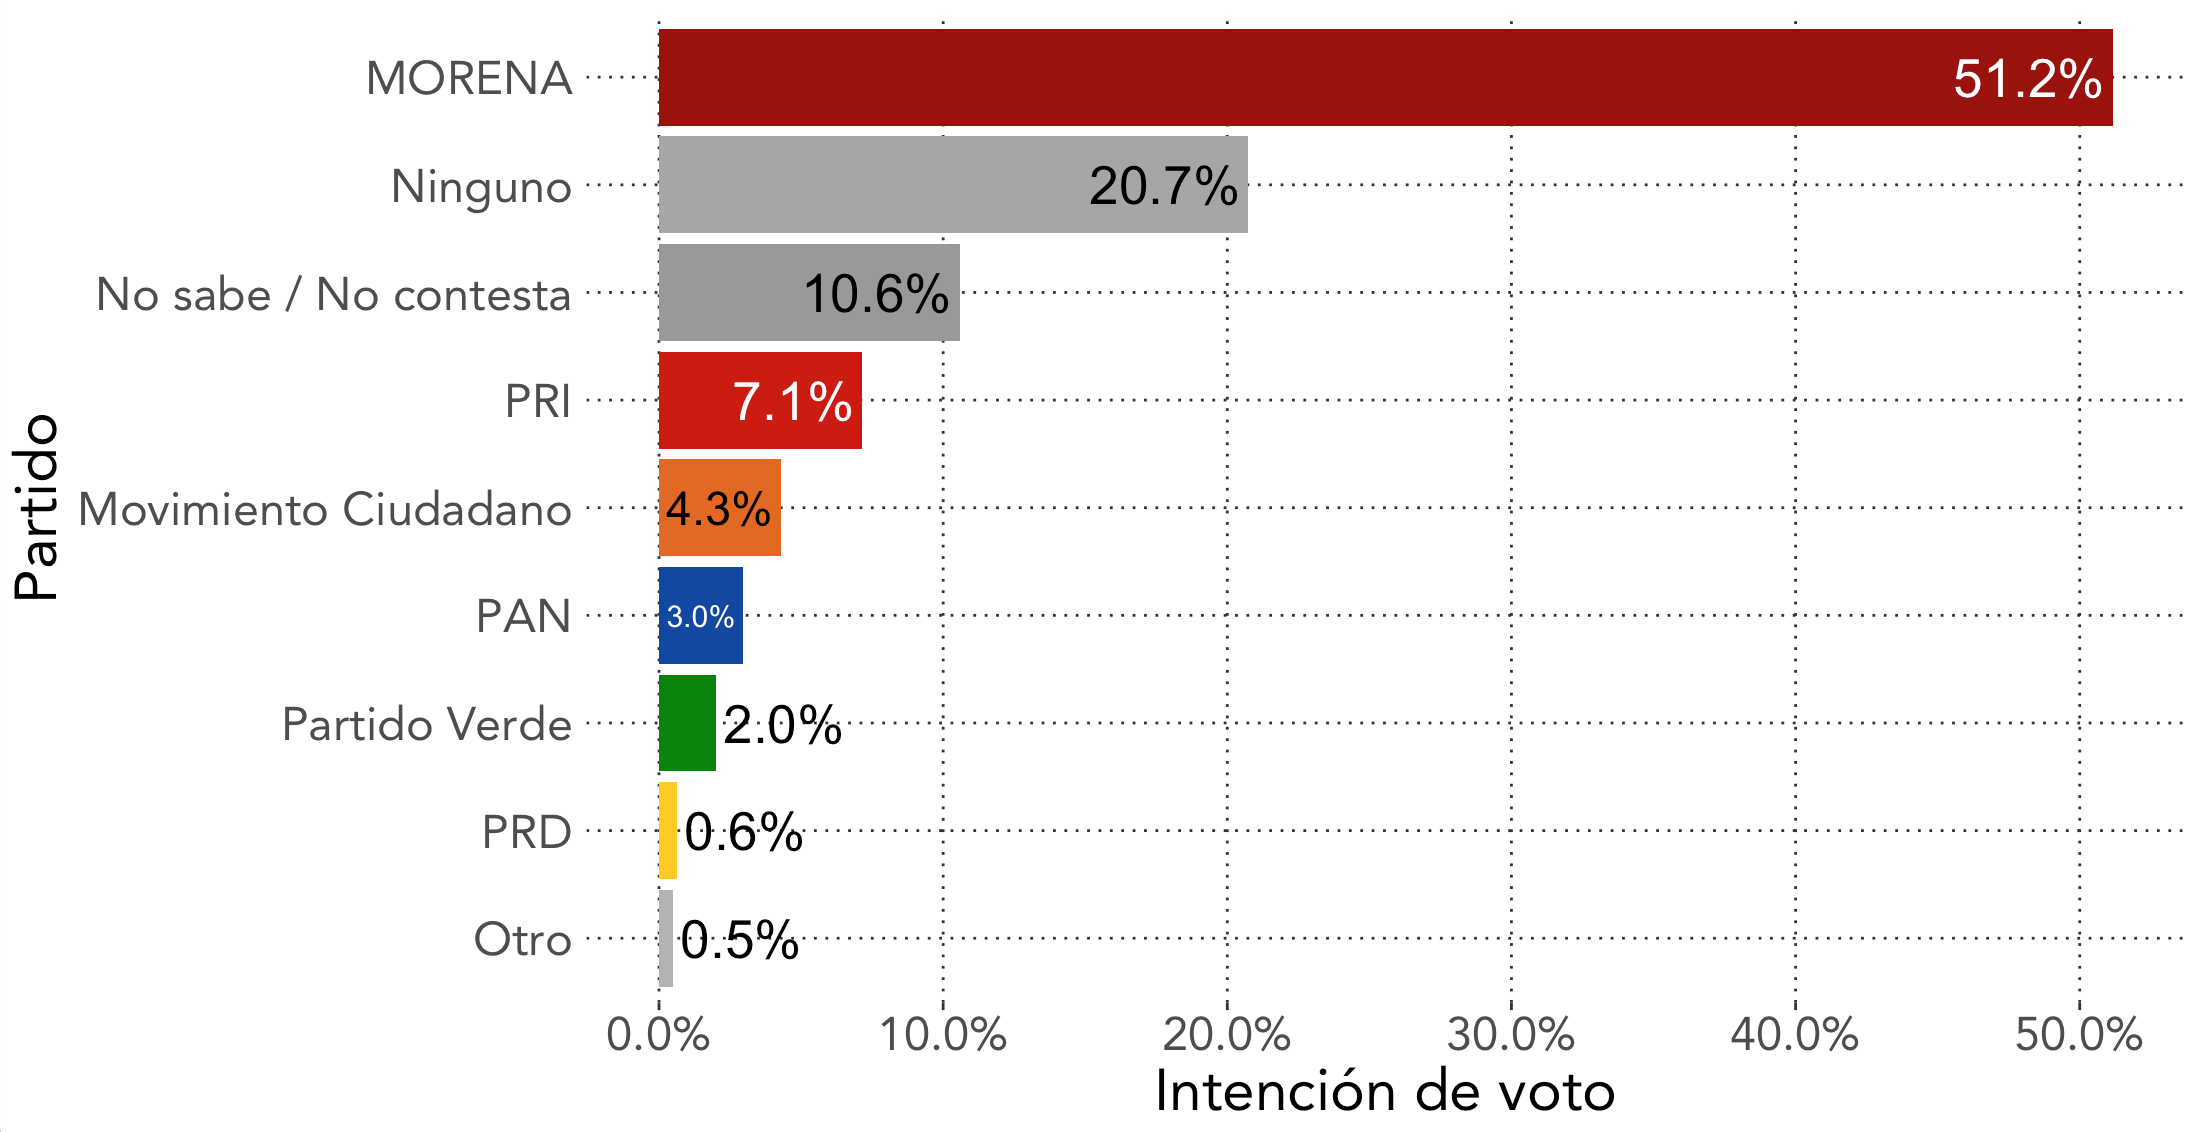 Partido
MORENA 51.2%
Ninguno 20.7%
No sabe / No contesta 10.6%
PRI 7.1%
Movimiento Ciudadano 4.3%
PAN 3.0%
Partido Verde 2.0%
PRD 0.6%
Otro 0.5%
0.0% 10.0% 20.0% 30.0% 40.0% 50.0%
Intención de voto